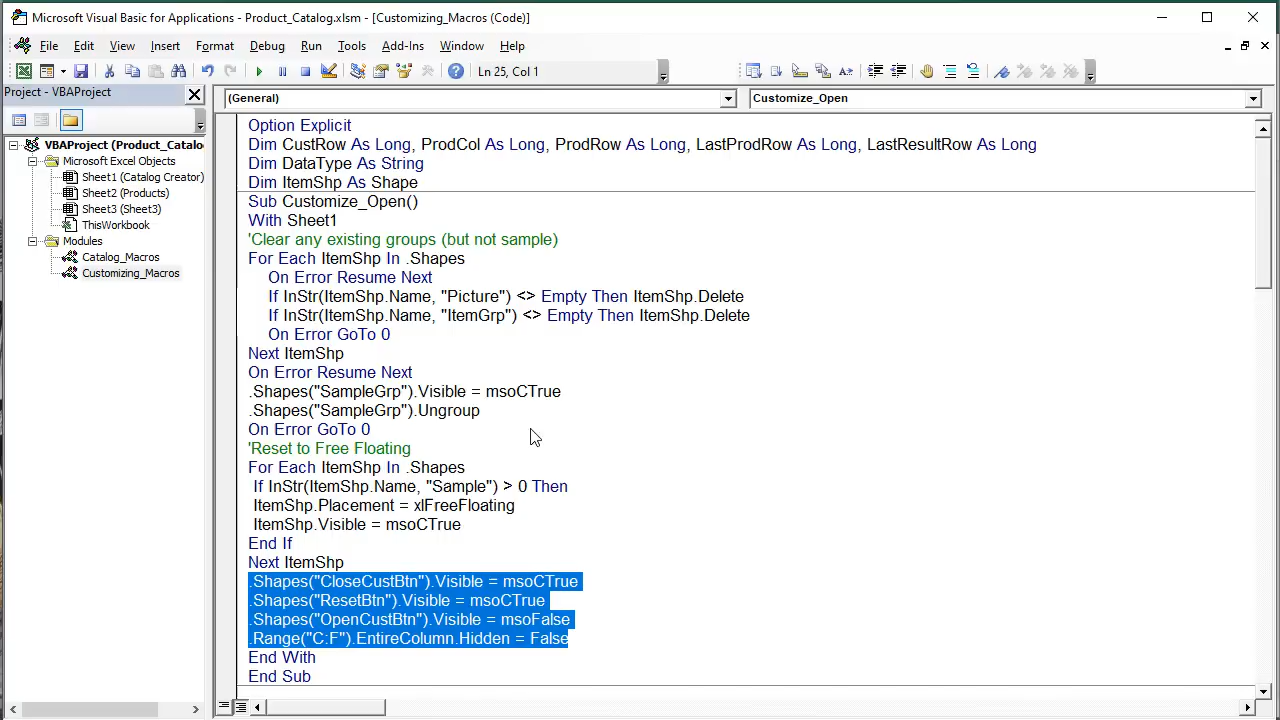 Microsoft Visual Basic for Applications - Product_Catalog.xlsm - [Customizing_Macros (Code)]
File Edit View Insert Format Debug Run Tools Add-Ins Window Help
Ln 25, Col 1
Project - VBAProject
(General) Customize_Open
VBAProject (Product_Catalo
Microsoft Excel Objects
Sheet1 (Catalog Creator)
Sheet2 (Products)
Sheet3 (Sheet3)
ThisWorkbook
Modules
Catalog_Macros
Customizing_Macros
Option Explicit
Dim CustRow As Long, ProdCol As Long, ProdRow As Long, LastProdRow As Long, LastResultRow As Long
Dim DataType As String
Dim ItemShp As Shape
Sub Customize_Open()
With Sheet1
'Clear any existing groups (but not sample)
For Each ItemShp In .Shapes
On Error Resume Next
If InStr(ItemShp.Name, "Picture") <> Empty Then ItemShp.Delete
If InStr(ItemShp.Name, "ItemGrp") <> Empty Then ItemShp.Delete
On Error GoTo 0
Next ItemShp
On Error Resume Next
.Shapes("SampleGrp").Visible = msoCTrue
.Shapes("SampleGrp").Ungroup
On Error GoTo 0
'Reset to Free Floating
For Each ItemShp In .Shapes
If InStr(ItemShp.Name, "Sample") > 0 Then
ItemShp.Placement = xlFreeFloating
ItemShp.Visible = msoCTrue
End If
Next ItemShp
.Shapes("CloseCustBtn").Visible = msoCTrue
.Shapes("ResetBtn").Visible = msoCTrue
.Shapes("OpenCustBtn").Visible = msoFalse
.Range("C:F").EntireColumn.Hidden = False
End With
End Sub